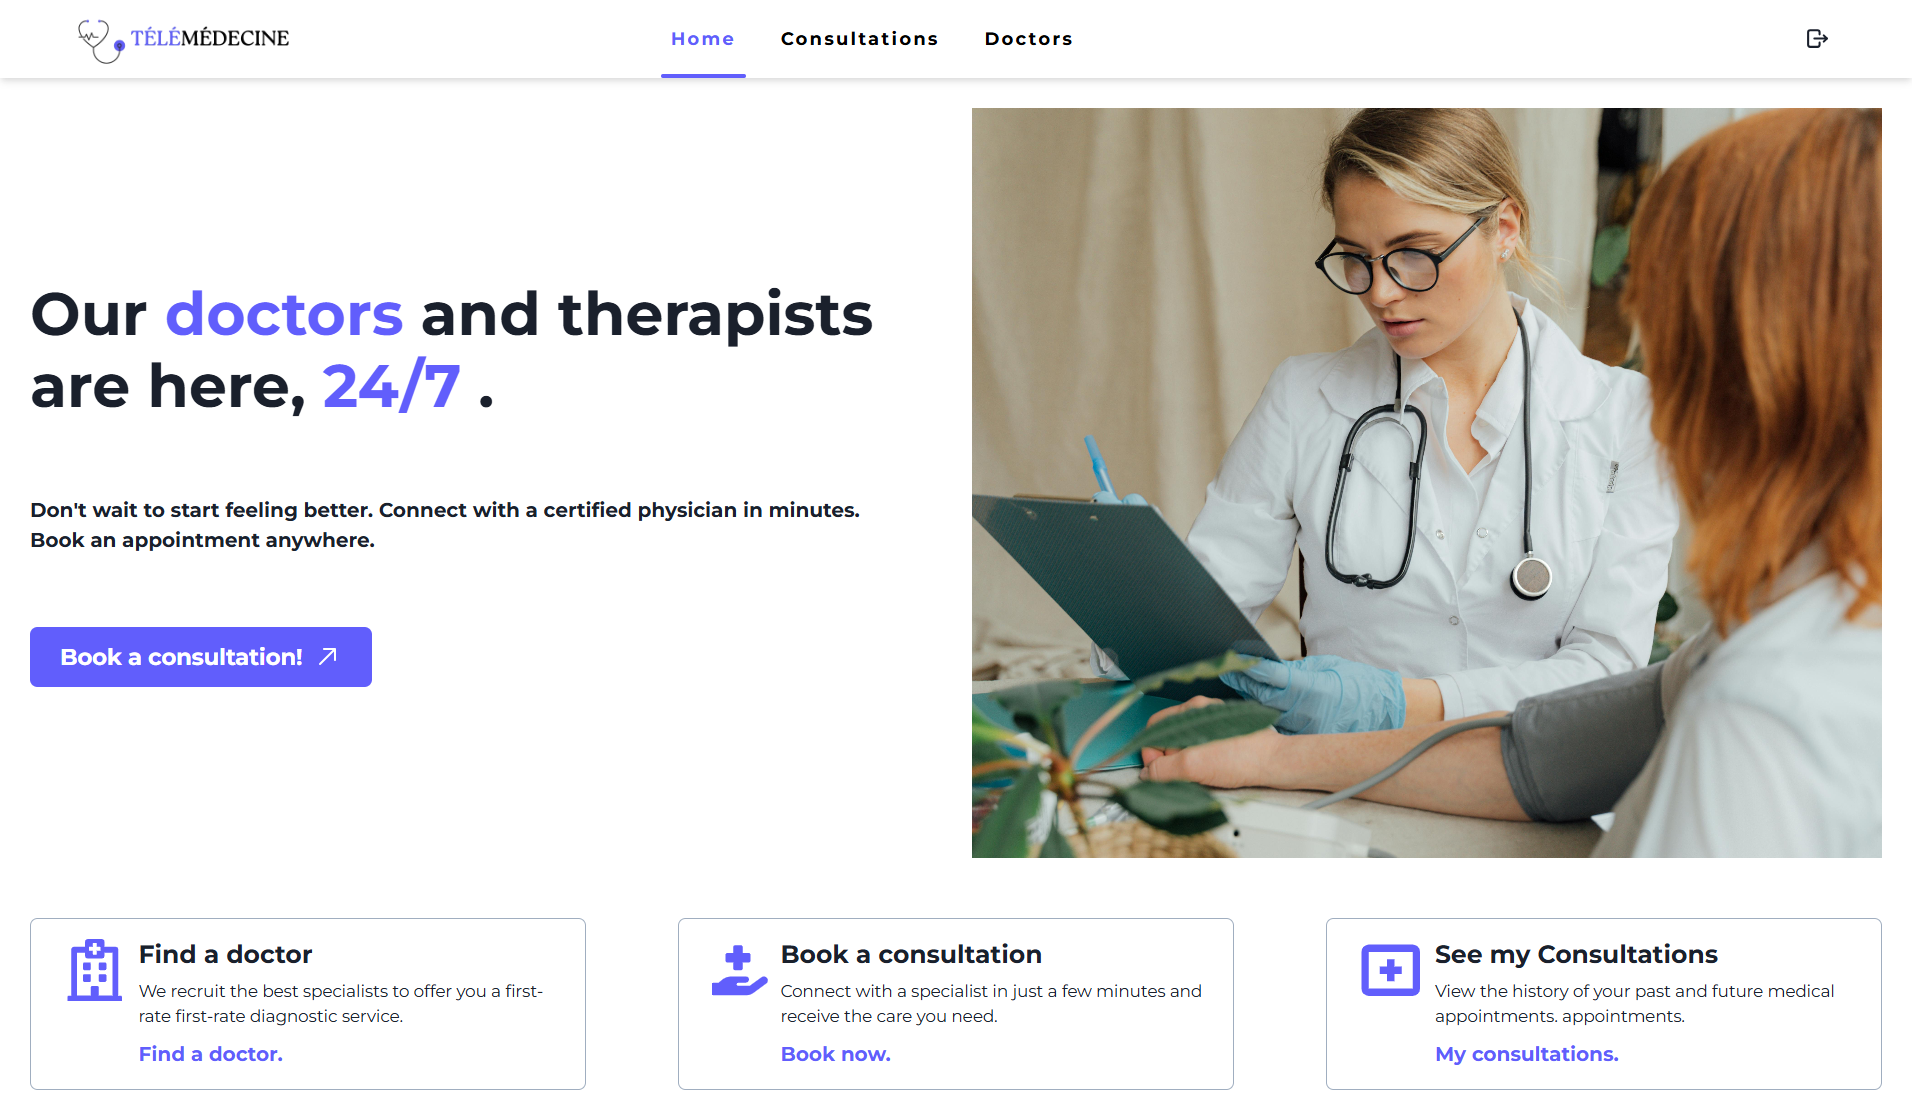 TÉLÉMÉDECINE
Home Consultations Doctors
Our doctors and therapists
are here, 24/7 .
Don't wait to start feeling better. Connect with a certified physician in minutes.
Book an appointment anywhere.
Book a consultation!
Find a doctor
We recruit the best specialists to offer you a first-
rate first-rate diagnostic service.
Find a doctor.
Book a consultation
Connect with a specialist in just a few minutes and
receive the care you need.
Book now.
See my Consultations
View the history of your past and future medical
appointments. appointments.
My consultations.